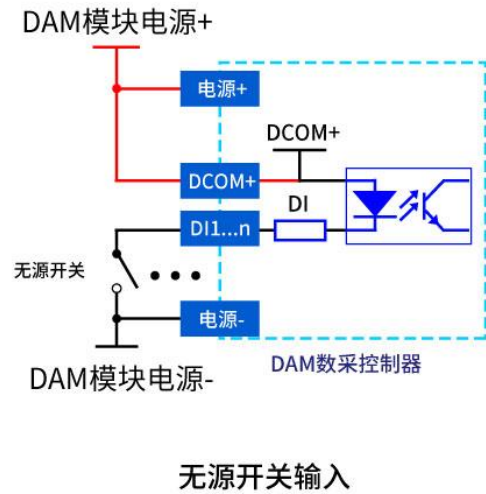 DAM模块电源+
电源+
DCOM+
DCOM+
DI
DI1...n
无源开关
电源-
DAM模块电源-
DAM数采控制器
无源开关输入